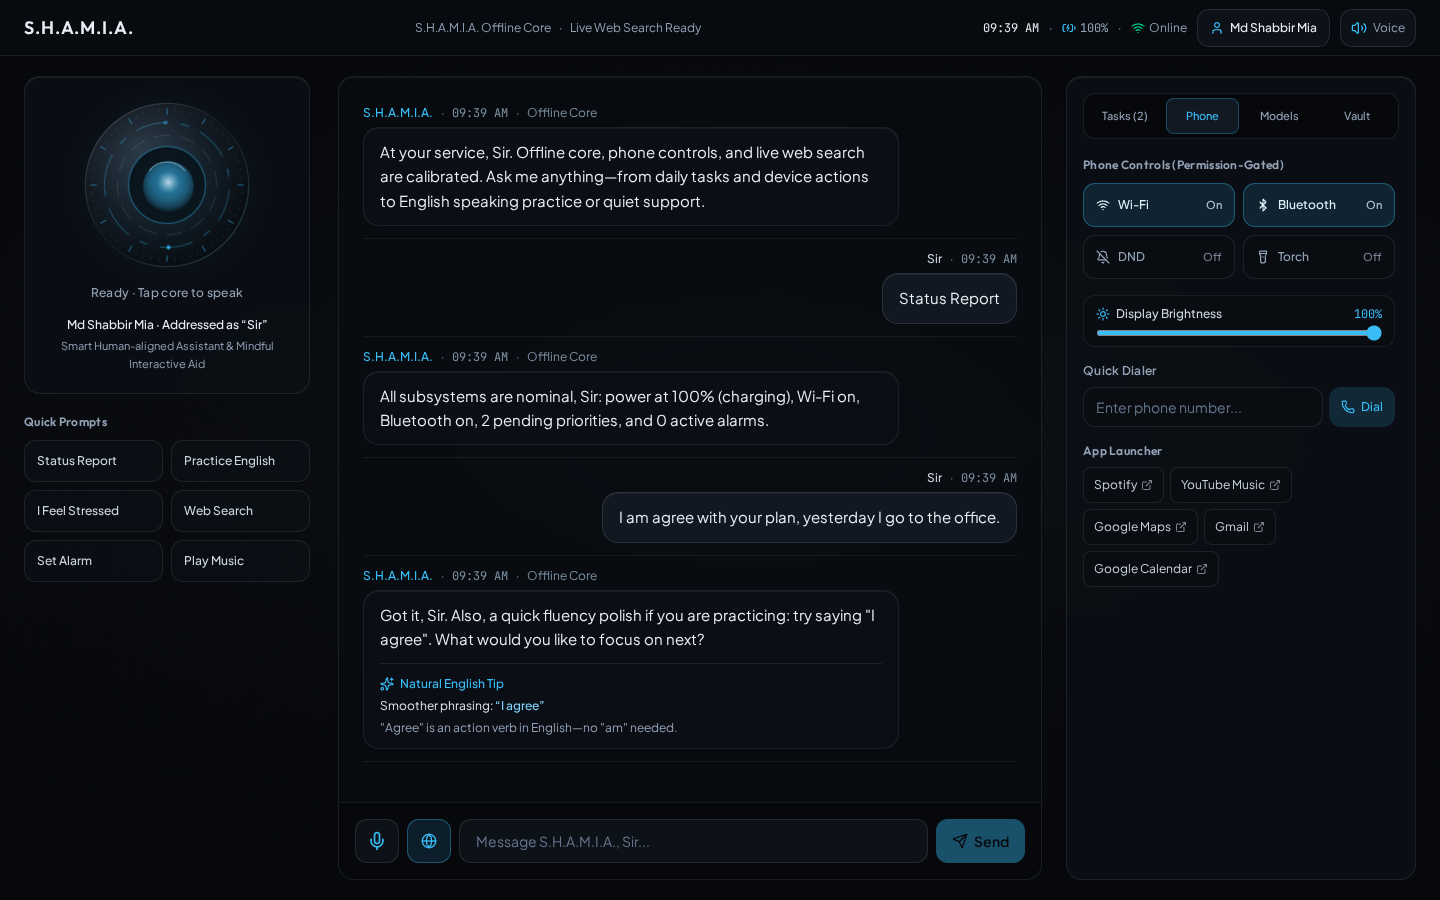 S.H.A.M.I.A.
S.H.A.M.I.A. Offline Core · Live Web Search Ready
09:39 AM · 100% · Online
Md Shabbir Mia
Voice
Ready · Tap core to speak
Md Shabbir Mia · Addressed as “Sir”
Smart Human-aligned Assistant & Mindful
Interactive Aid
Quick Prompts
Status Report
Practice English
I Feel Stressed
Web Search
Set Alarm
Play Music
S.H.A.M.I.A. · 09:39 AM · Offline Core
At your service, Sir. Offline core, phone controls, and live web search
are calibrated. Ask me anything—from daily tasks and device actions
to English speaking practice or quiet support.
Sir · 09:39 AM
Status Report
S.H.A.M.I.A. · 09:39 AM · Offline Core
All subsystems are nominal, Sir: power at 100% (charging), Wi-Fi on,
Bluetooth on, 2 pending priorities, and 0 active alarms.
Sir · 09:39 AM
I am agree with your plan, yesterday I go to the office.
S.H.A.M.I.A. · 09:39 AM · Offline Core
Got it, Sir. Also, a quick fluency polish if you are practicing: try saying "I
agree". What would you like to focus on next?
Natural English Tip
Smoother phrasing: “I agree”
"Agree" is an action verb in English—no "am" needed.
Message S.H.A.M.I.A., Sir...
Send
Tasks (2)
Phone
Models
Vault
Phone Controls (Permission-Gated)
Wi-Fi On
Bluetooth On
DND Off
Torch Off
Display Brightness 100%
Quick Dialer
Enter phone number...
Dial
App Launcher
Spotify
YouTube Music
Google Maps
Gmail
Google Calendar